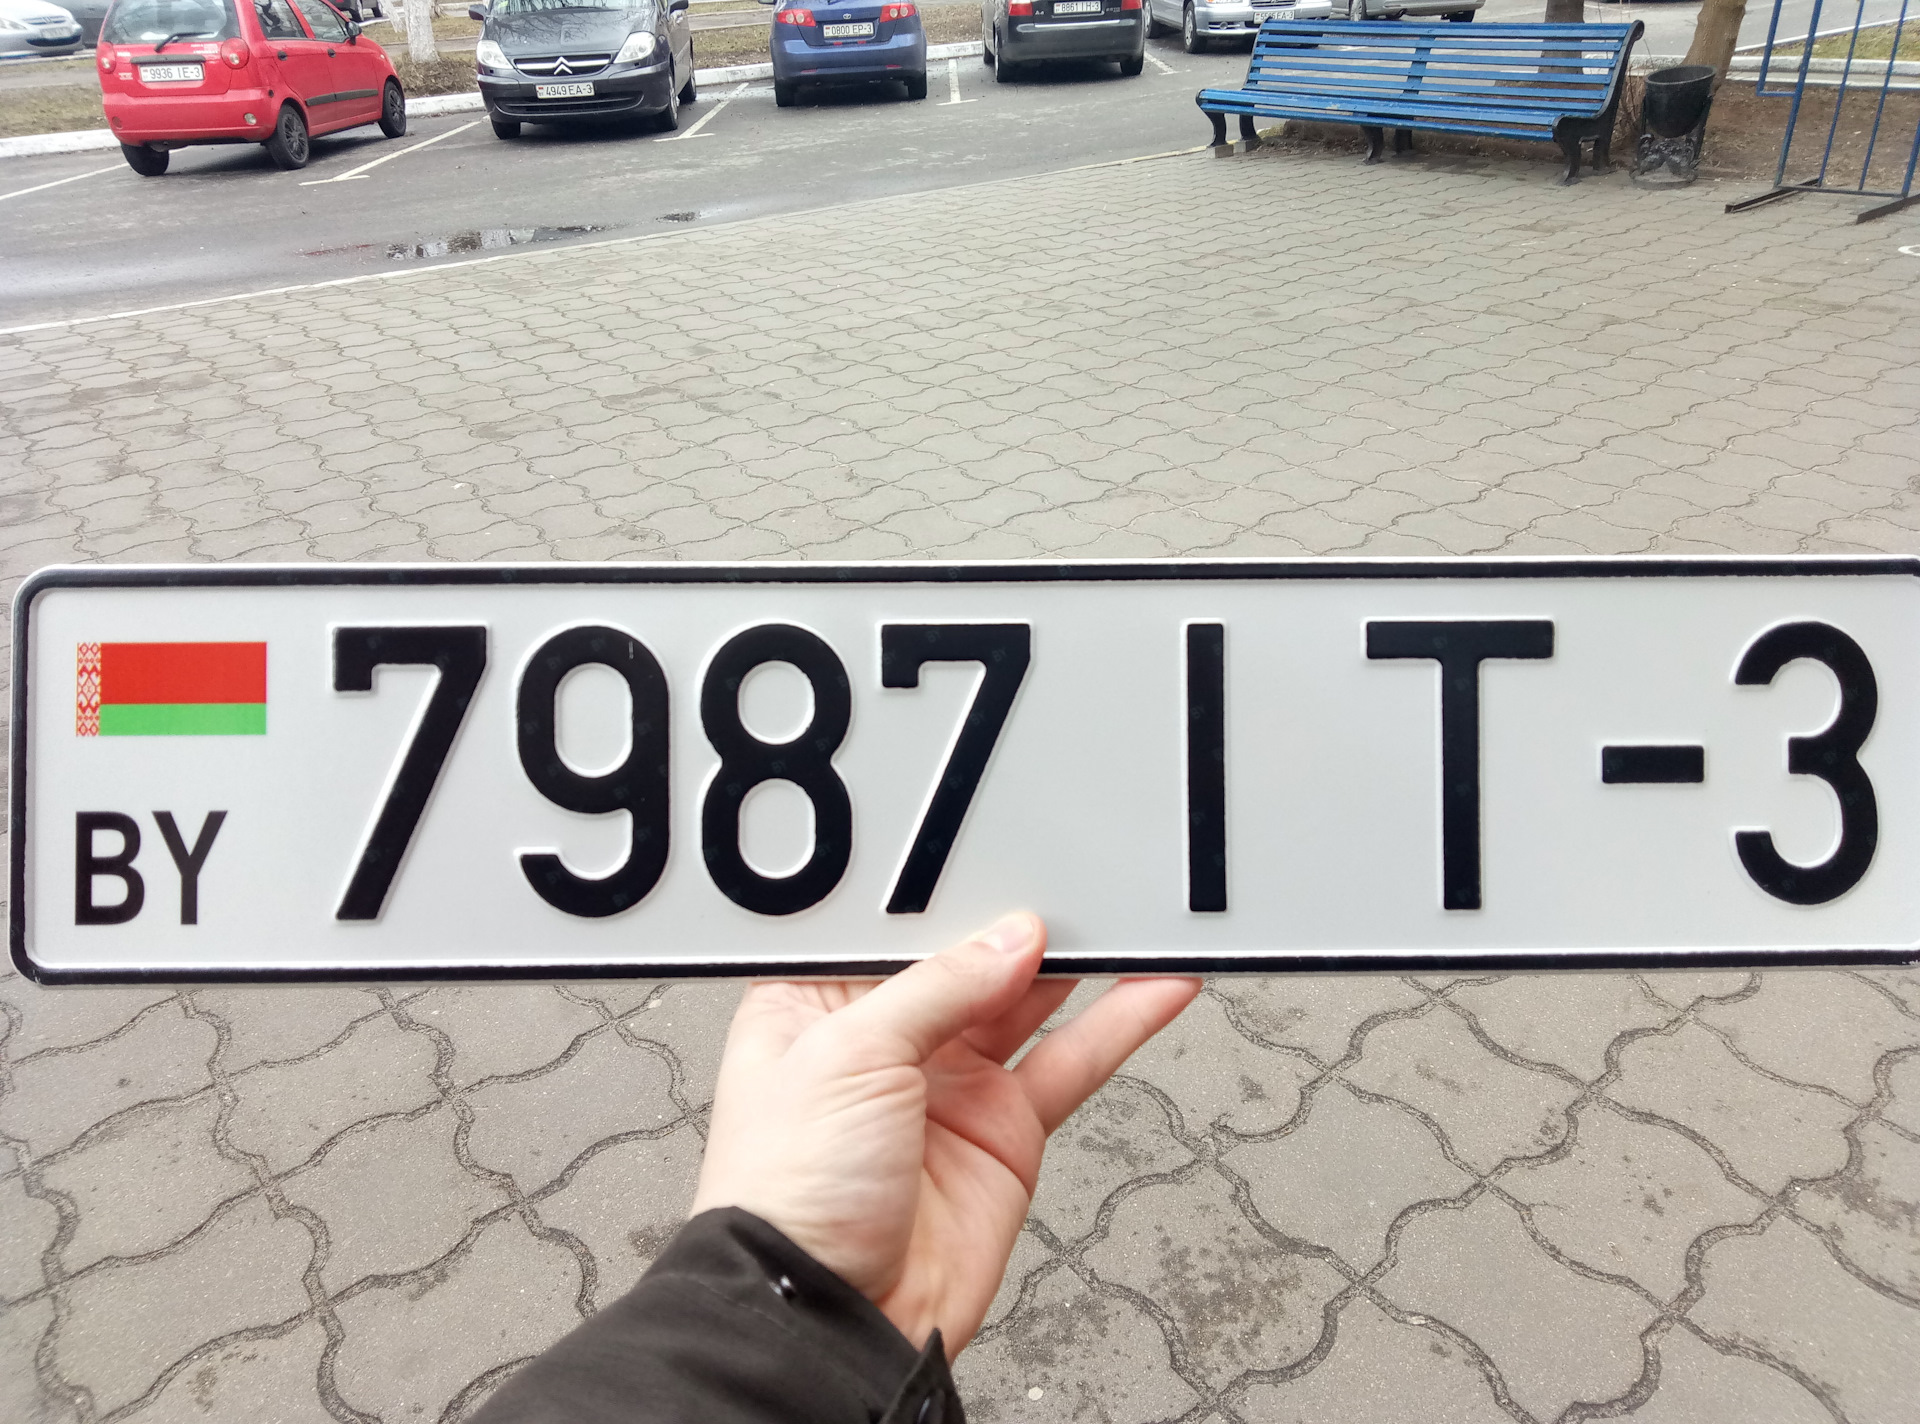 9936 IE-3
4949 EA-3
0800 EP-3
8861 IH-3
BY
7987 IT-3